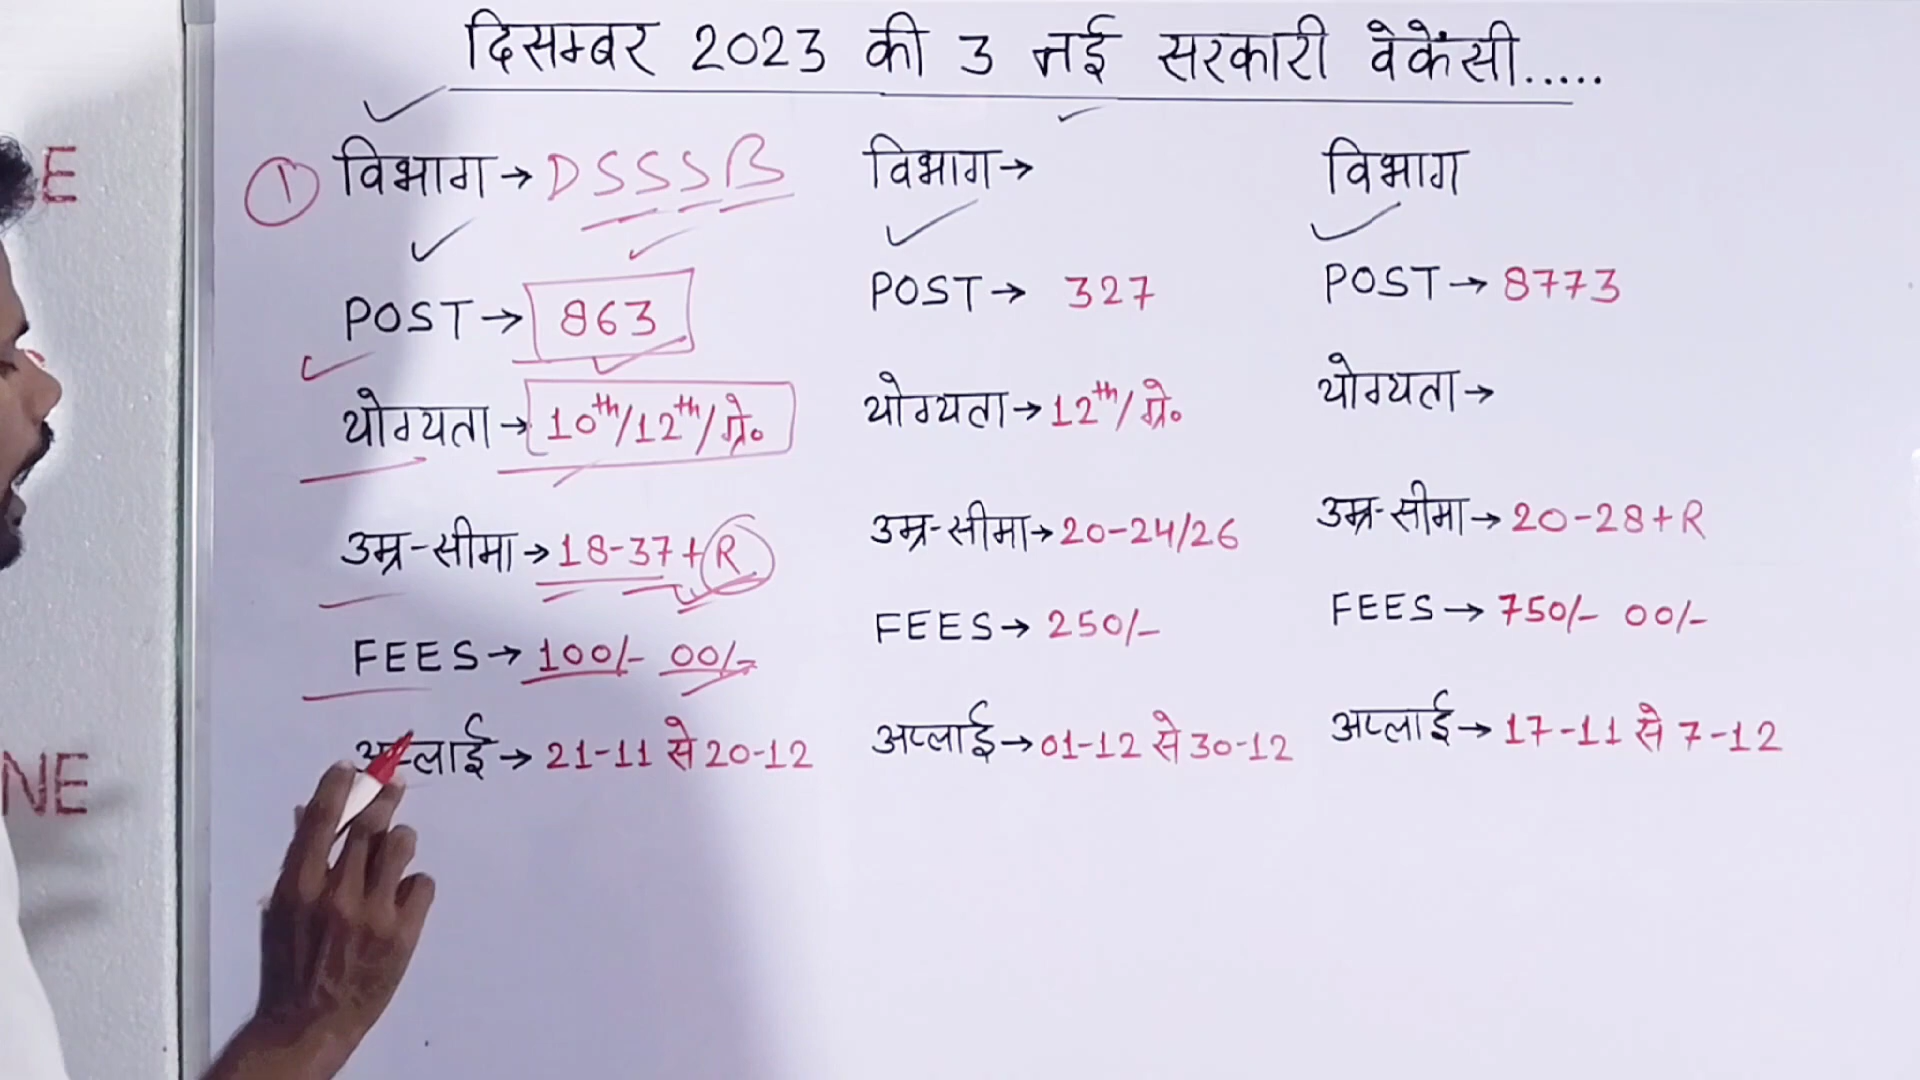 दिसम्बर 2023 की 3 नई सरकारी वेकेंसी.....
① विभाग → DSSSB
POST → 863
योग्यता → 10th/12th/ग्रे०
उम्र-सीमा → 18-37+R
FEES → 100/- 00/-
अप्लाई → 21-11 से 20-12
विभाग →
POST → 327
योग्यता → 12th/ग्रे०
उम्र-सीमा → 20-24/26
FEES → 250/-
अप्लाई → 01-12 से 30-12
विभाग
POST → 8773
योग्यता →
उम्र-सीमा → 20-28+R
FEES → 750/- 00/-
अप्लाई → 17-11 से 7-12